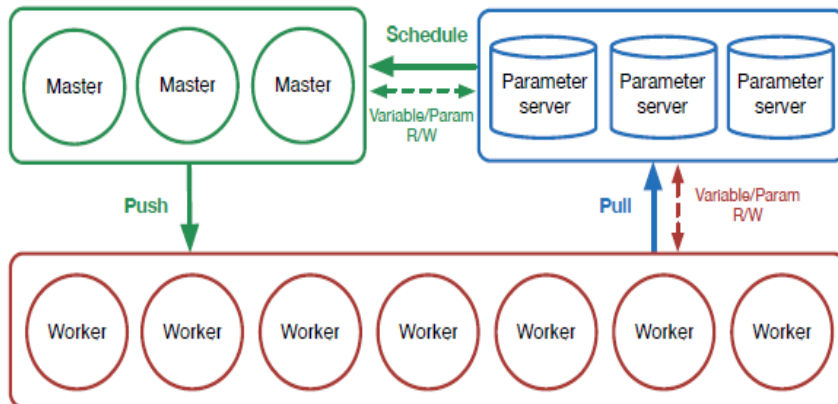 Schedule
Master
Master
Master
Variable/Param
R/W
Parameter
server
Parameter
server
Parameter
server
Push
Pull
Variable/Param
R/W
Worker
Worker
Worker
Worker
Worker
Worker
Worker